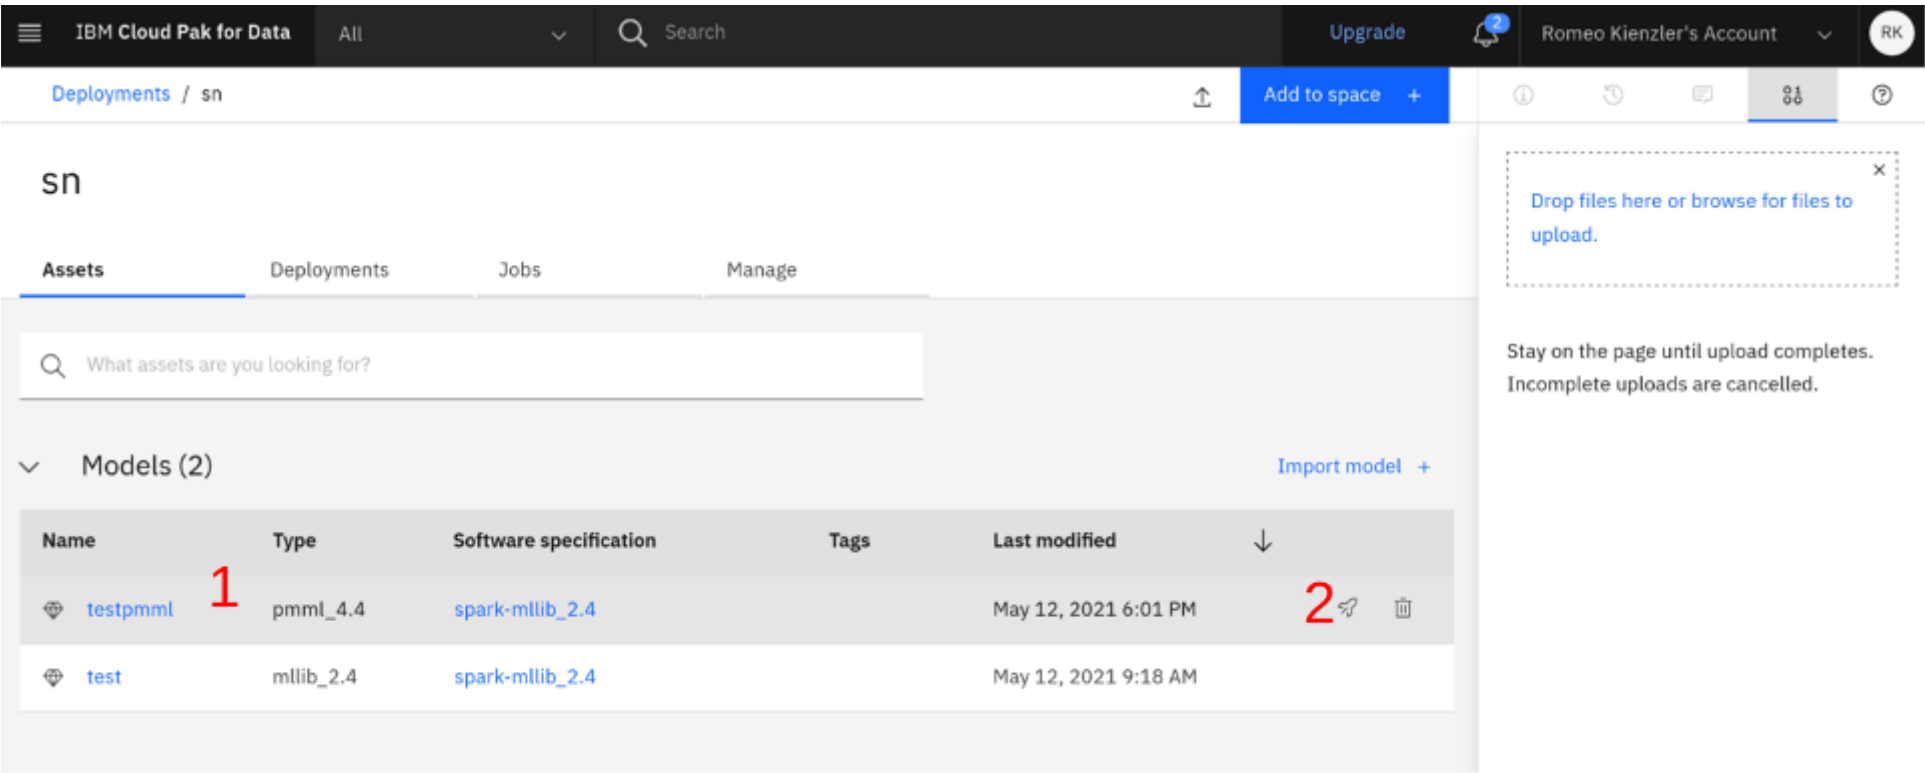 IBM Cloud Pak for Data All Search Upgrade 2 Romeo Kienzler's Account RK
Deployments / sn Add to space +
sn
Drop files here or browse for files to
upload.
Assets Deployments Jobs Manage
What assets are you looking for?
Stay on the page until upload completes.
Incomplete uploads are cancelled.
Models (2) Import model +
Name Type Software specification Tags Last modified
1 2
testpmml pmml_4.4 spark-mllib_2.4 May 12, 2021 6:01 PM
test mllib_2.4 spark-mllib_2.4 May 12, 2021 9:18 AM